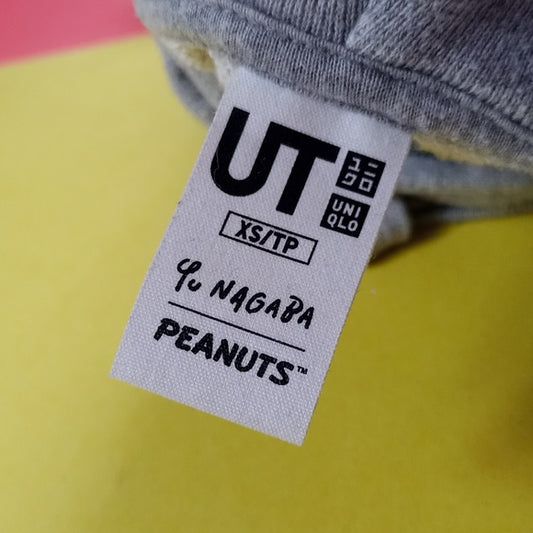 UT
ユニ
クロ
UNI
QLO
XS/TP
Yu NAGABA
PEANUTS™